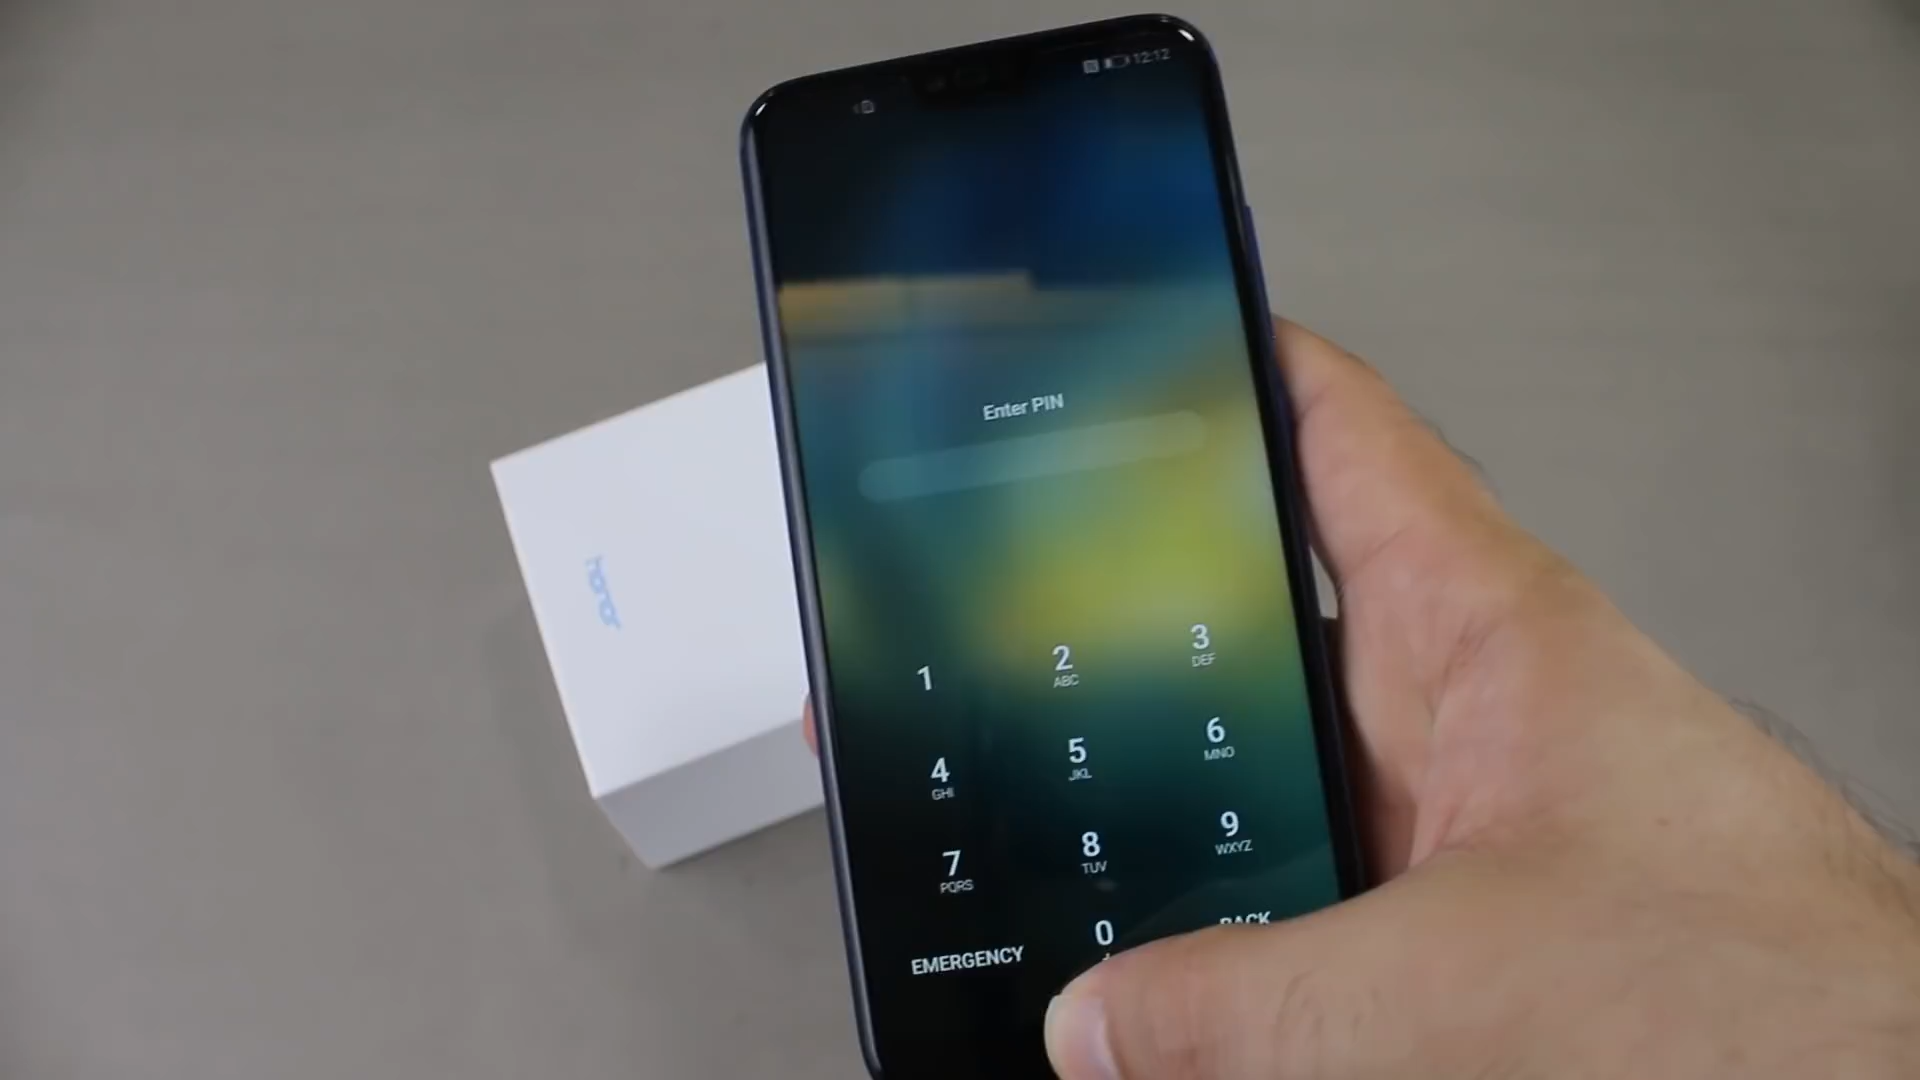 12:12
Enter PIN
honor
1
2
ABC
3
DEF
4
GHI
5
JKL
6
MNO
7
PQRS
8
TUV
9
WXYZ
EMERGENCY
0
+
BACK